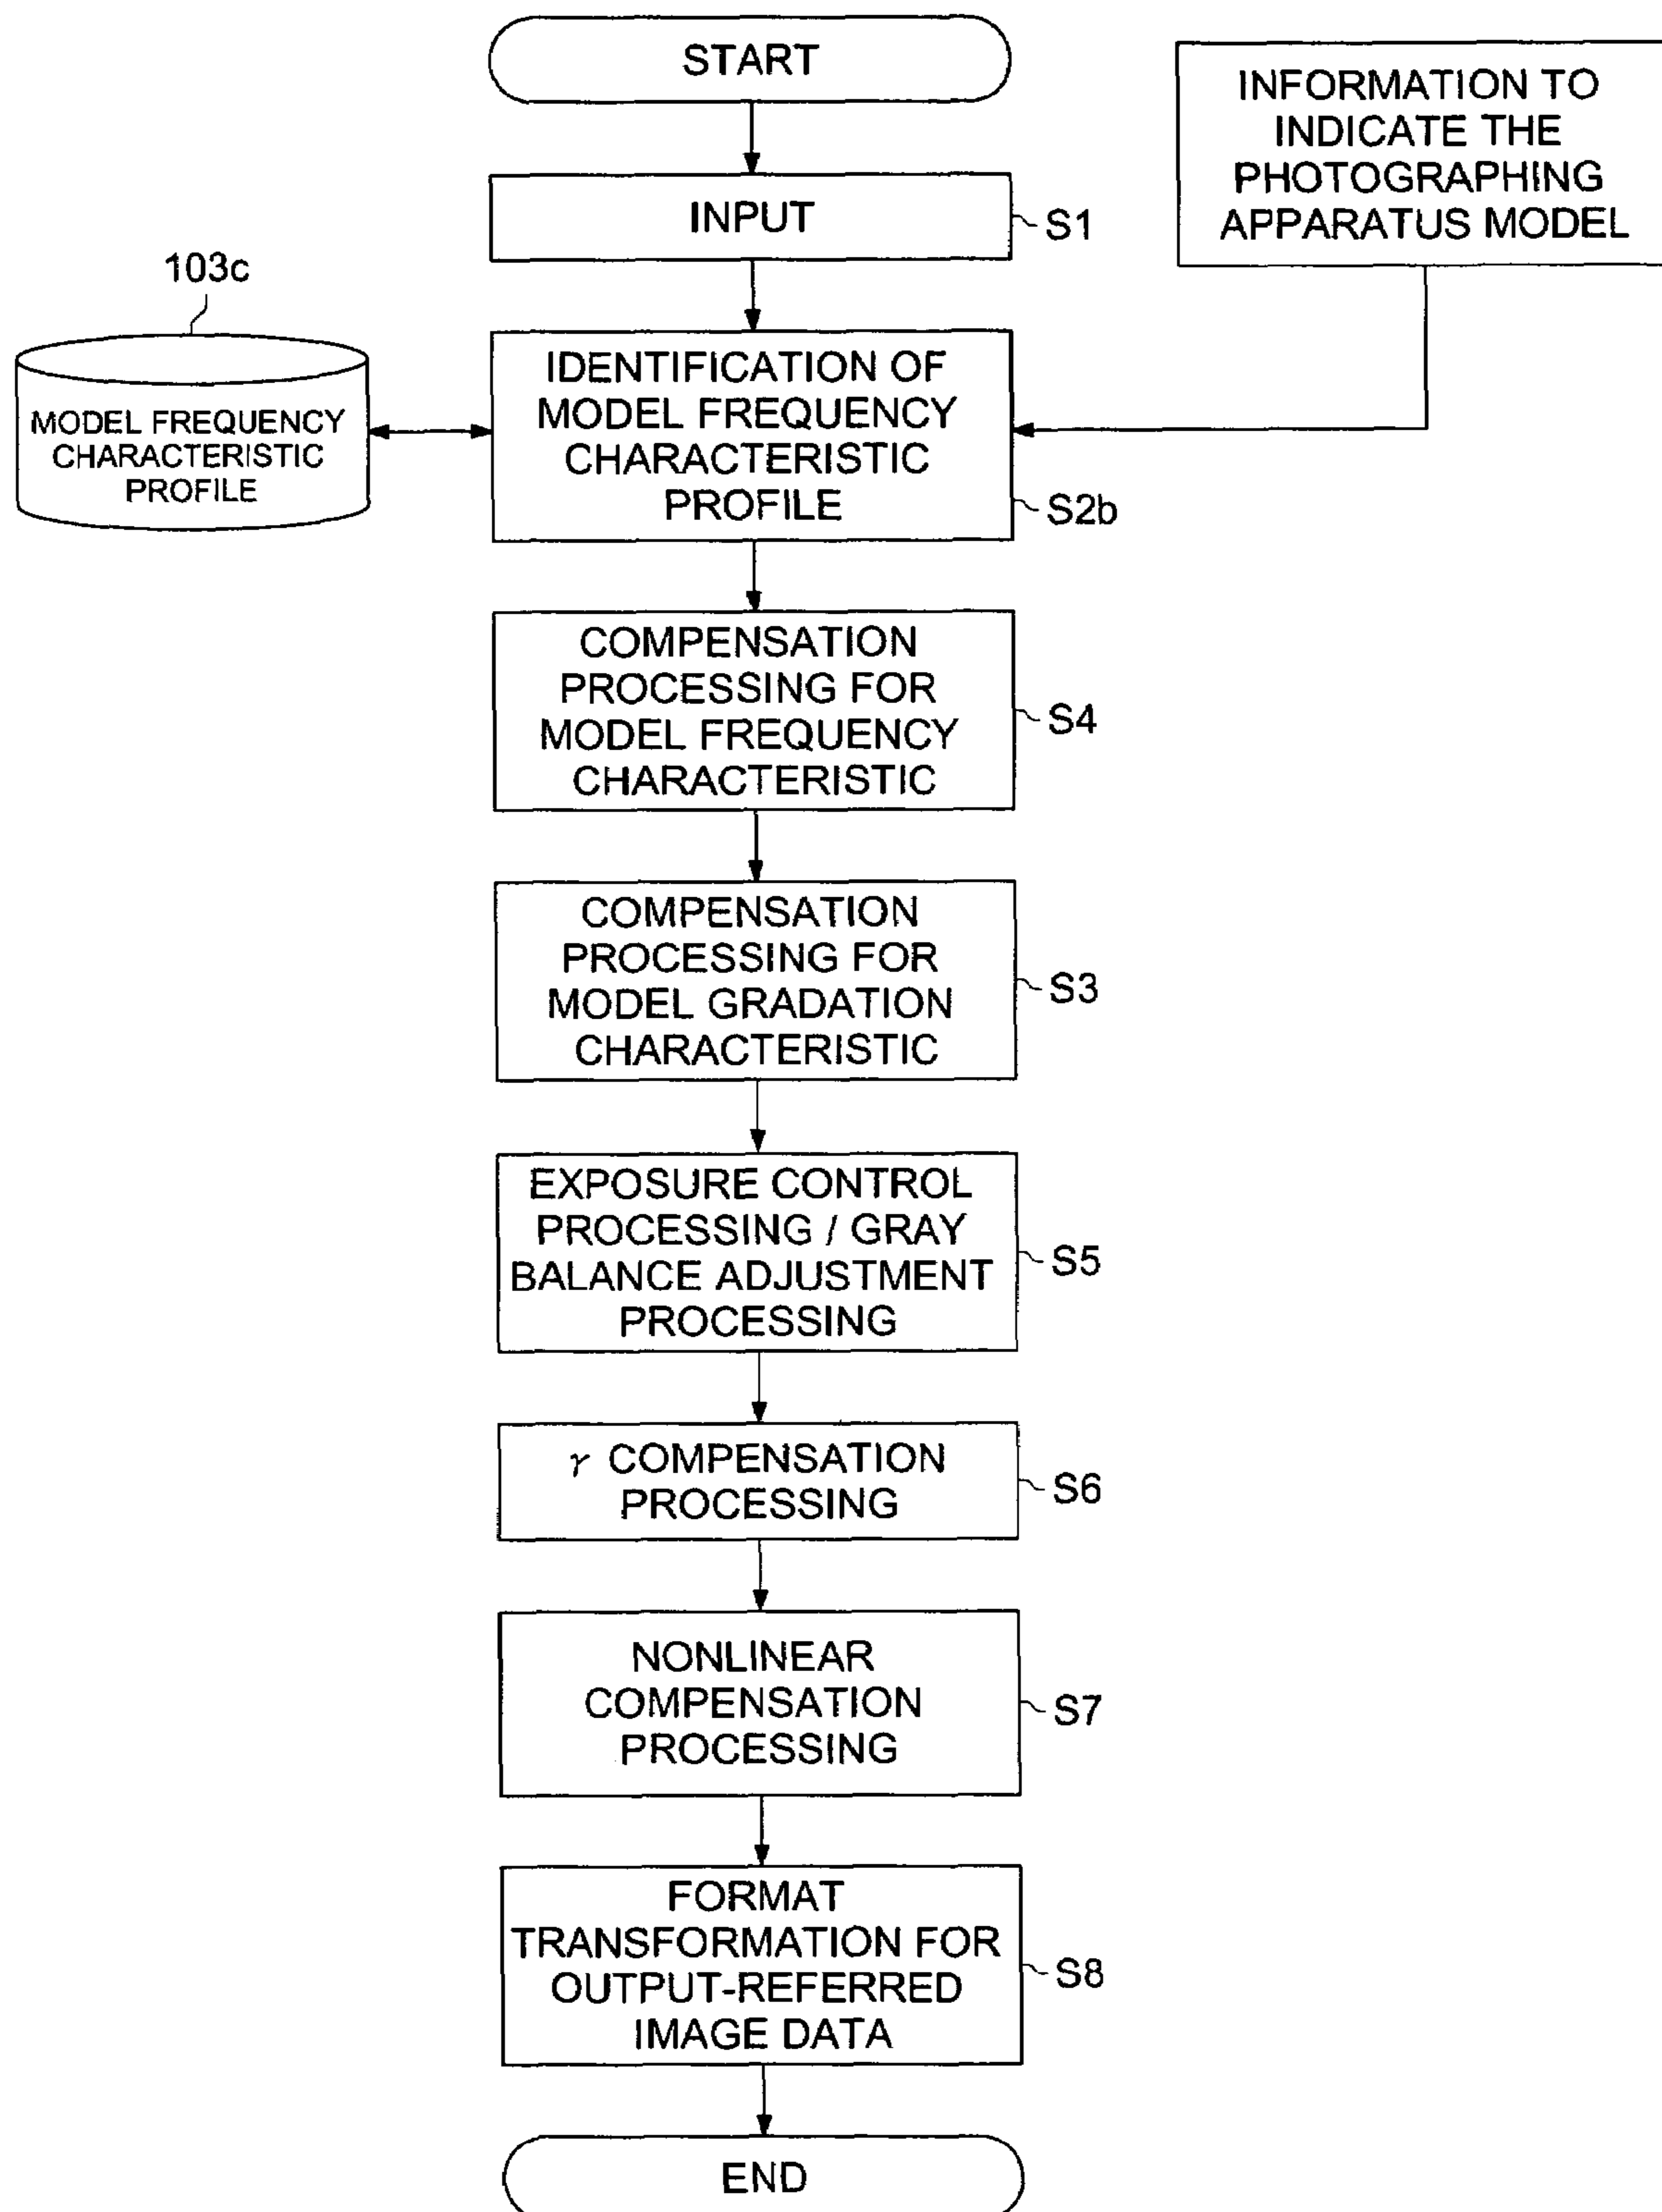 START
INFORMATION TO
INDICATE THE
PHOTOGRAPHING
APPARATUS MODEL
INPUT
S1
103c
MODEL FREQUENCY
CHARACTERISTIC
PROFILE
IDENTIFICATION OF
MODEL FREQUENCY
CHARACTERISTIC
PROFILE
S2b
COMPENSATION
PROCESSING FOR
MODEL FREQUENCY
CHARACTERISTIC
S4
COMPENSATION
PROCESSING FOR
MODEL GRADATION
CHARACTERISTIC
S3
EXPOSURE CONTROL
PROCESSING / GRAY
BALANCE ADJUSTMENT
PROCESSING
S5
γ COMPENSATION
PROCESSING
S6
NONLINEAR
COMPENSATION
PROCESSING
S7
FORMAT
TRANSFORMATION FOR
OUTPUT-REFERRED
IMAGE DATA
S8
END